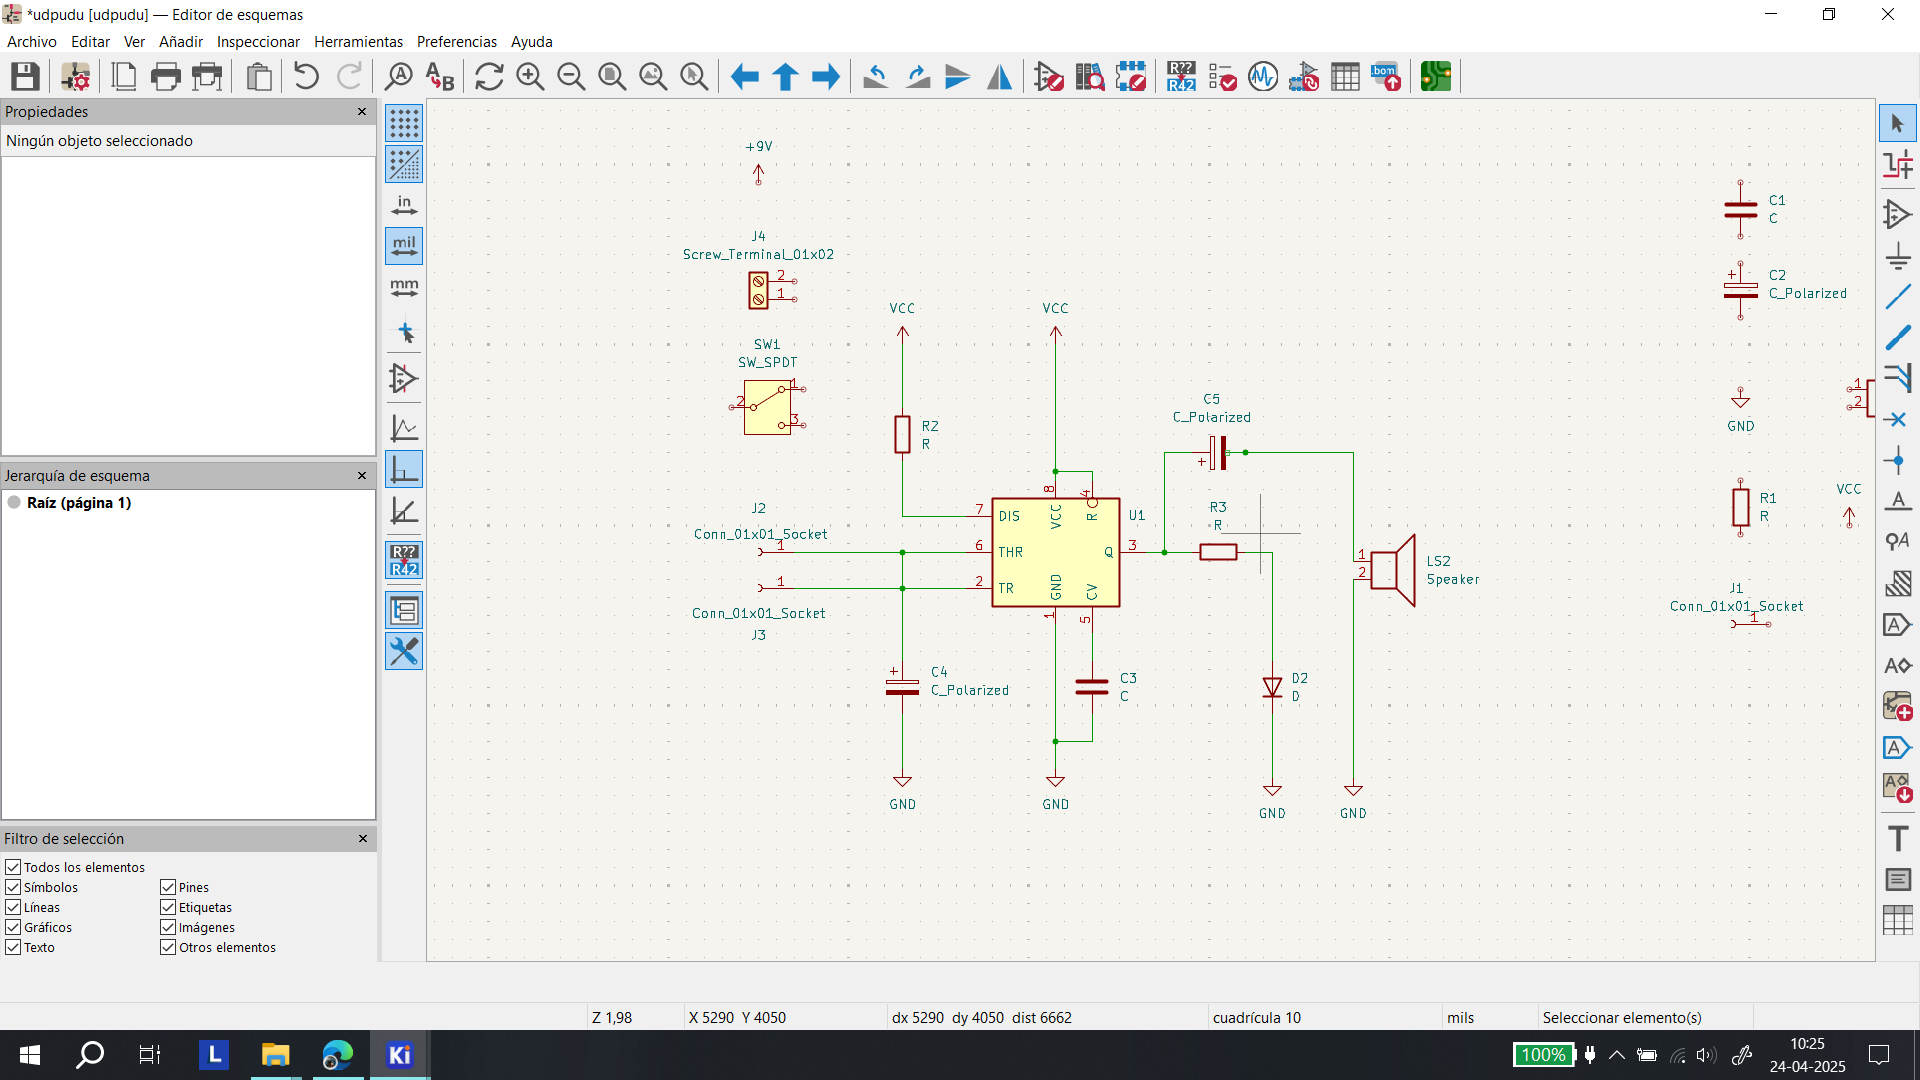 *udpudu [udpudu] — Editor de esquemas
Archivo Editar Ver Añadir Inspeccionar Herramientas Preferencias Ayuda
Propiedades
Ningún objeto seleccionado
Jerarquía de esquema
Raíz (página 1)
Filtro de selección
Todos los elementos
Símbolos Pines
Líneas Etiquetas
Gráficos Imágenes
Texto Otros elementos
in
mil
mm
R??
R42
A
B
R??
R42
.bom
+9V
J4
Screw_Terminal_01x02
2
1
SW1
SW_SPDT
1
2
3
VCC
VCC
R2
R
C5
C_Polarized
+
J2
Conn_01x01_Socket
1
1
Conn_01x01_Socket
J3
7 DIS
6 THR
2 TR
8 VCC
4 R
U1
Q 3
GND 1
CV 5
R3
R
1
2
LS2
Speaker
+
C4
C_Polarized
C3
C
D2
D
GND
GND
GND
GND
C1
C
+
C2
C_Polarized
1
2
GND
R1
R
VCC
J1
Conn_01x01_Socket
1
A
A
A
A
A
T
Z 1,98 X 5290 Y 4050 dx 5290 dy 4050 dist 6662 cuadrícula 10 mils Seleccionar elemento(s)
L
Ki
100%
10:25
24-04-2025